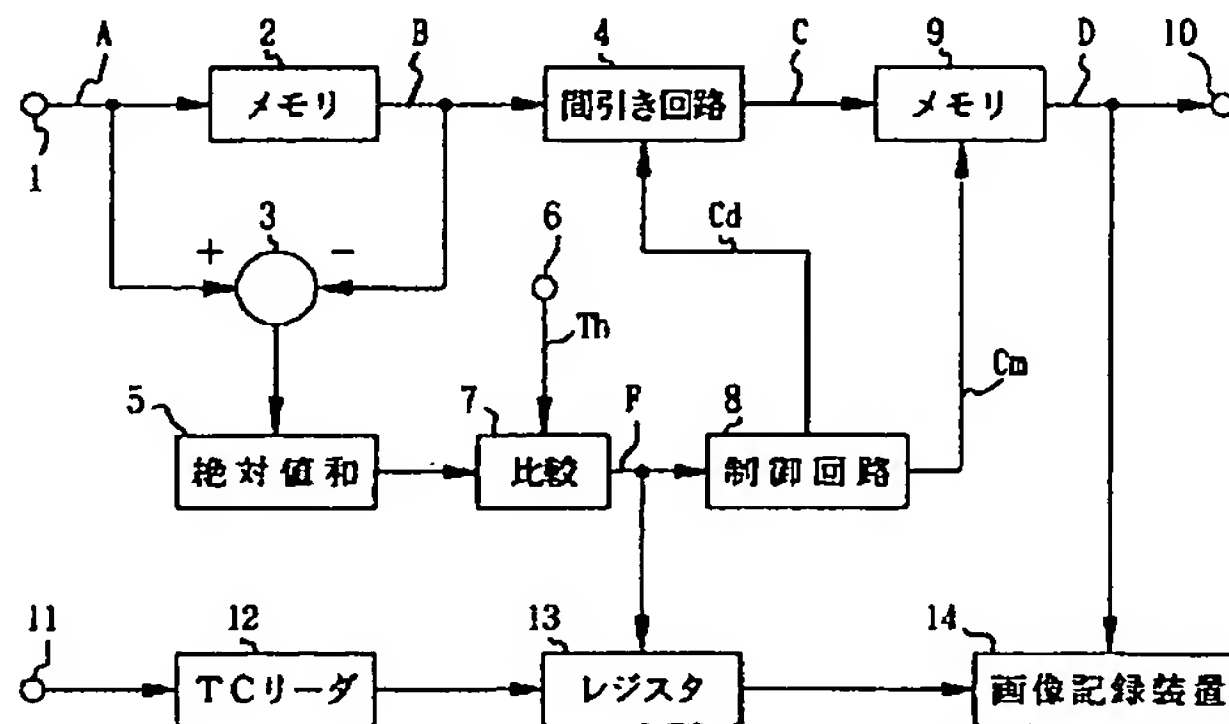 A 2 B 4 C 9 D 10
メモリ 間引き回路 メモリ
1
3 6 Cd
+ −
Th Cm
5 7 F 8
絶対値和 比較 制御回路
11 12 13 14
TCリーダ レジスタ 画像記録装置